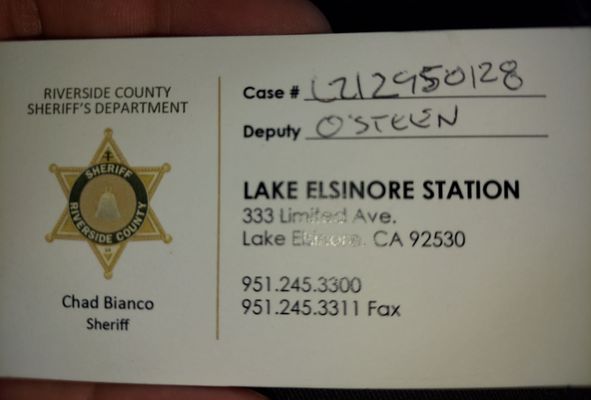 RIVERSIDE COUNTY
SHERIFF'S DEPARTMENT
SHERIFF
RIVERSIDE COUNTY
Chad Bianco
Sheriff
Case # L212950128
Deputy O'STEEN
LAKE ELSINORE STATION
333 Limited Ave.
Lake Elsinore, CA 92530
951.245.3300
951.245.3311 Fax